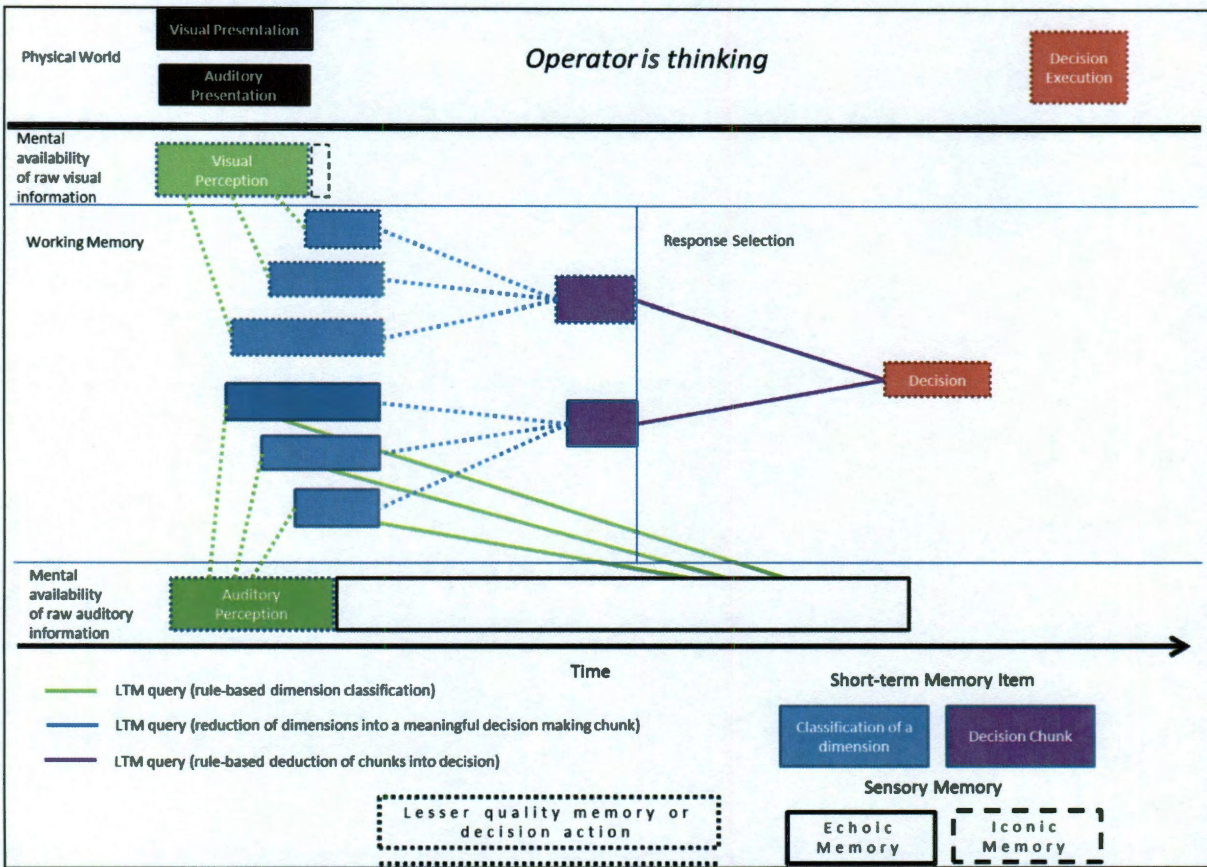 Visual Presentation
Physical World
Auditory
Presentation
Operator is thinking
Decision
Execution
Mental
availability
of raw visual
information
Visual
Perception
Working Memory
Response Selection
Decision
Mental
availability
of raw auditory
information
Auditory
Perception
Time
LTM query (rule-based dimension classification)
LTM query (reduction of dimensions into a meaningful decision making chunk)
LTM query (rule-based deduction of chunks into decision)
Short-term Memory Item
Classification of a
dimension
Decision Chunk
Sensory Memory
Lesser quality memory or
decision action
Echoic
Memory
Iconic
Memory